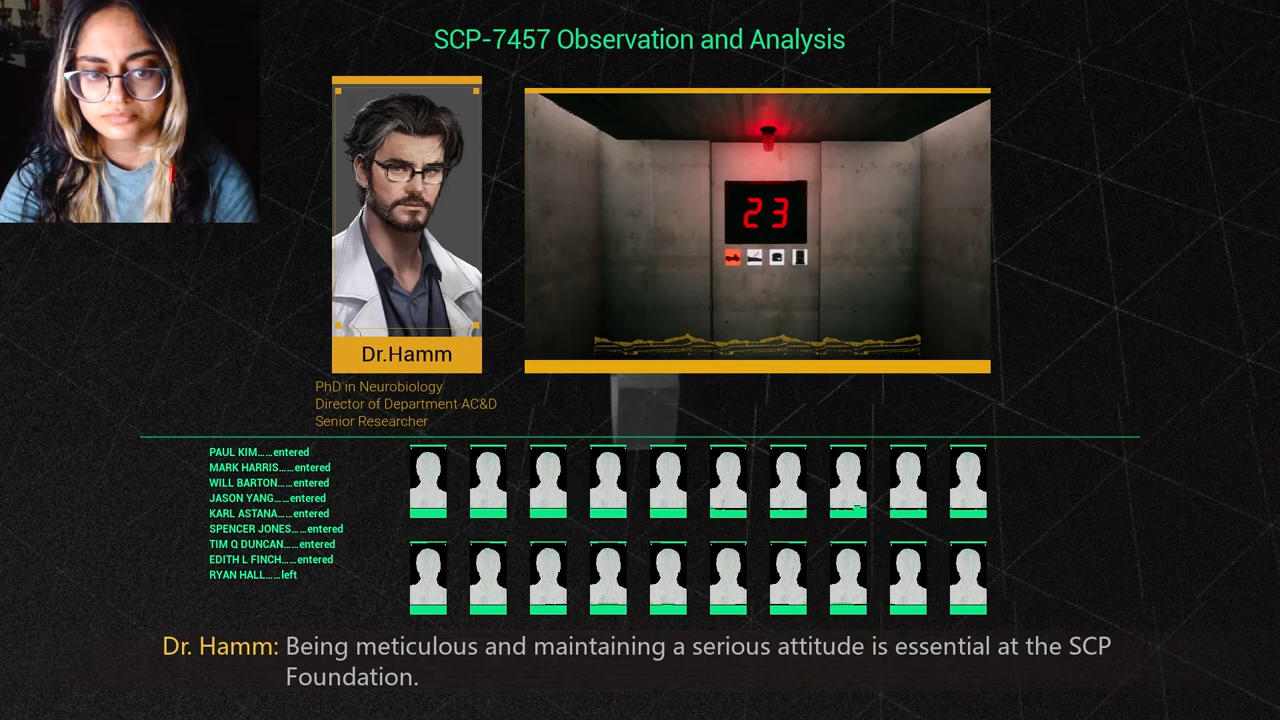 SCP-7457 Observation and Analysis
23
Dr.Hamm
PhD in Neurobiology
Director of Department AC&D
Senior Researcher
PAUL KIM......entered
MARK HARRIS......entered
WILL BARTON......entered
JASON YANG......entered
KARL ASTANA......entered
SPENCER JONES......entered
TIM Q DUNCAN......entered
EDITH L FINCH......entered
RYAN HALL......left
Dr. Hamm: Being meticulous and maintaining a serious attitude is essential at the SCP
Foundation.